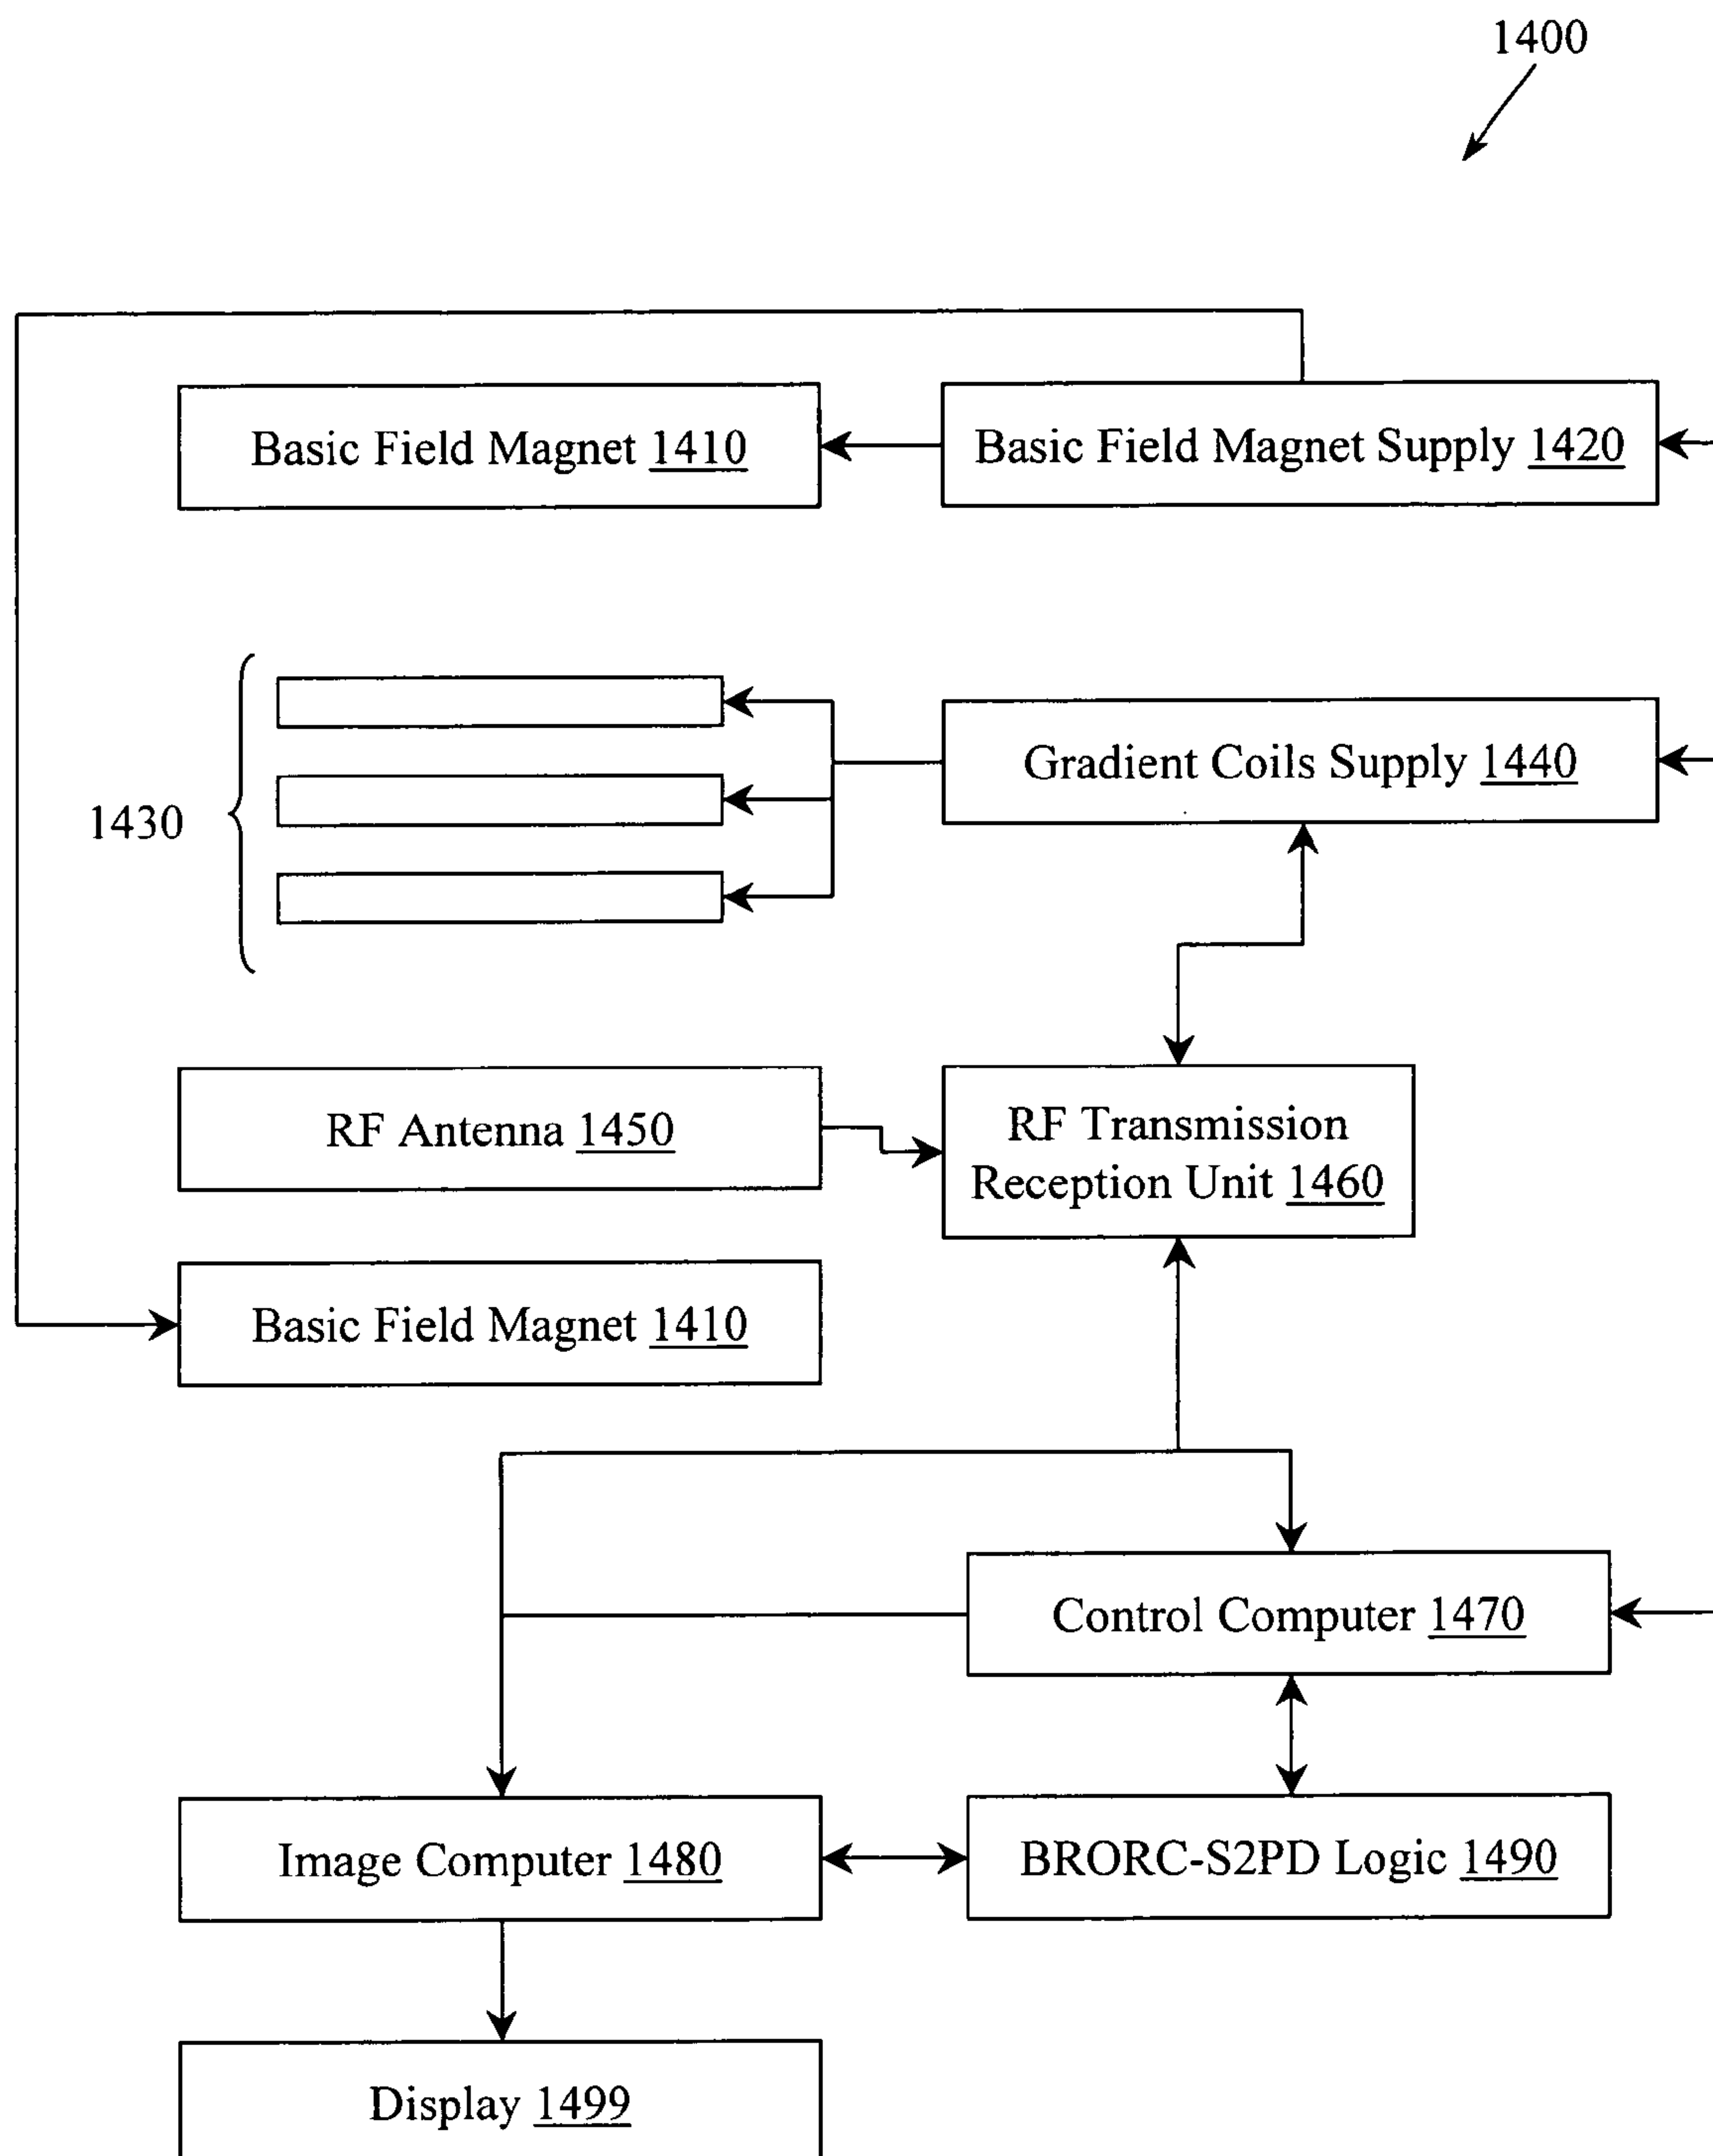 1400
Basic Field Magnet 1410
Basic Field Magnet Supply 1420
Gradient Coils Supply 1440
1430
RF Antenna 1450
RF Transmission
Reception Unit 1460
Basic Field Magnet 1410
Control Computer 1470
Image Computer 1480
BRORC-S2PD Logic 1490
Display 1499